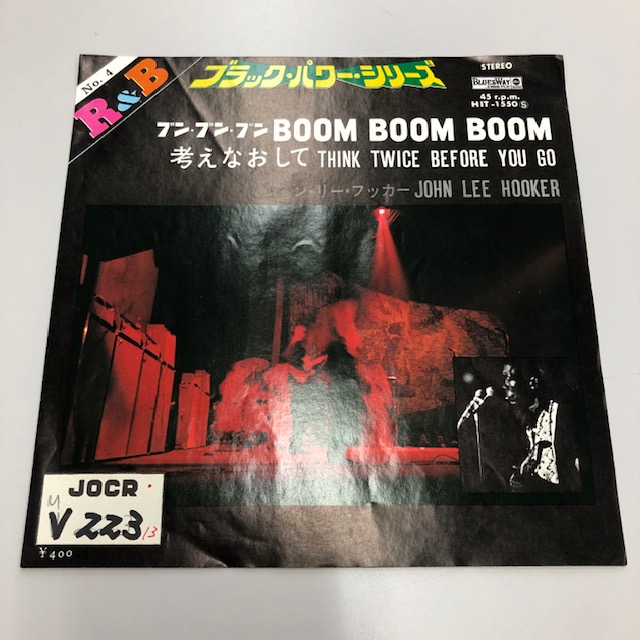 No. 4
R&B
ブラック・パワー・シリーズ
STEREO
BLUESWAY
45 r.p.m.
HIT-1550 Ⓢ
ブン・ブン・ブン BOOM BOOM BOOM
考えなおして THINK TWICE BEFORE YOU GO
ン・リー・フッカー JOHN LEE HOOKER
JOCR
V 223
¥400